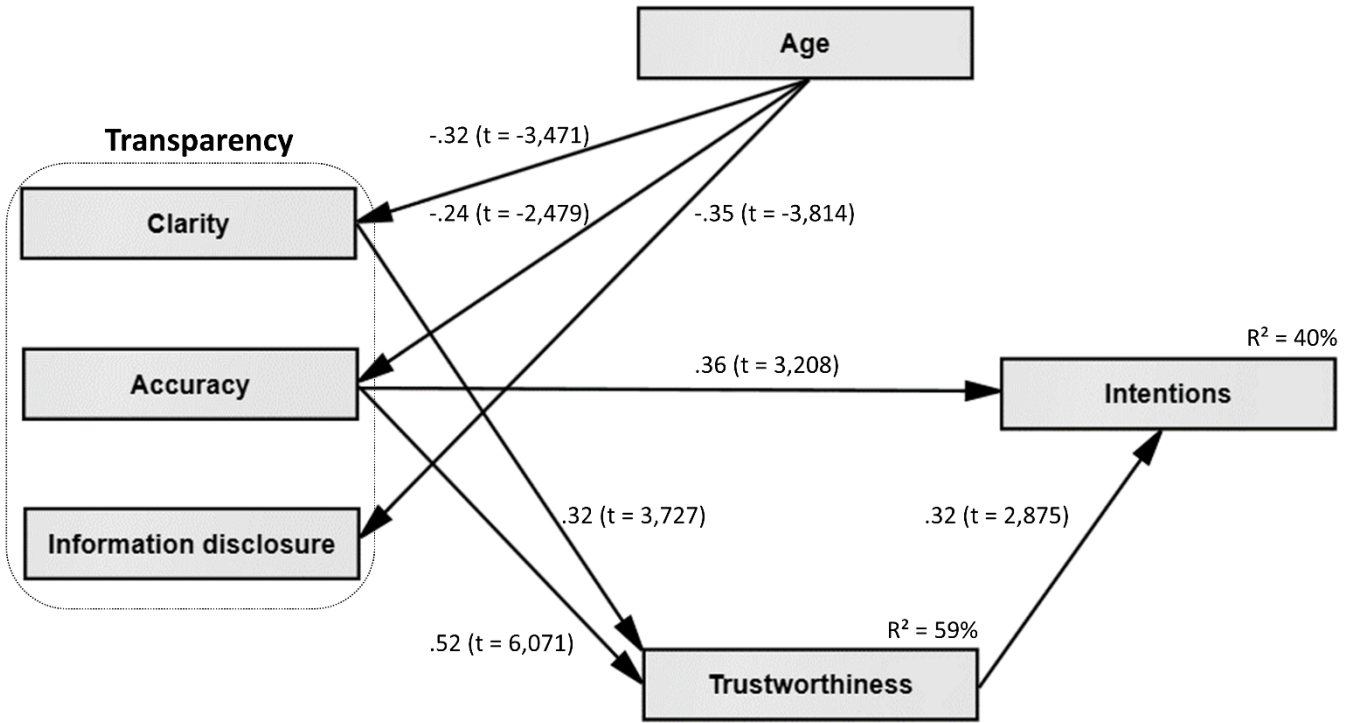 Age
-.32 (t = -3,471)
Transparency
-.24 (t = -2,479)
-.35 (t = -3,814)
Clarity
R² = 40%
.36 (t = 3,208)
Accuracy
Intentions
.32 (t = 3,727)
.32 (t = 2,875)
Information disclosure
R² = 59%
.52 (t = 6,071)
Trustworthiness